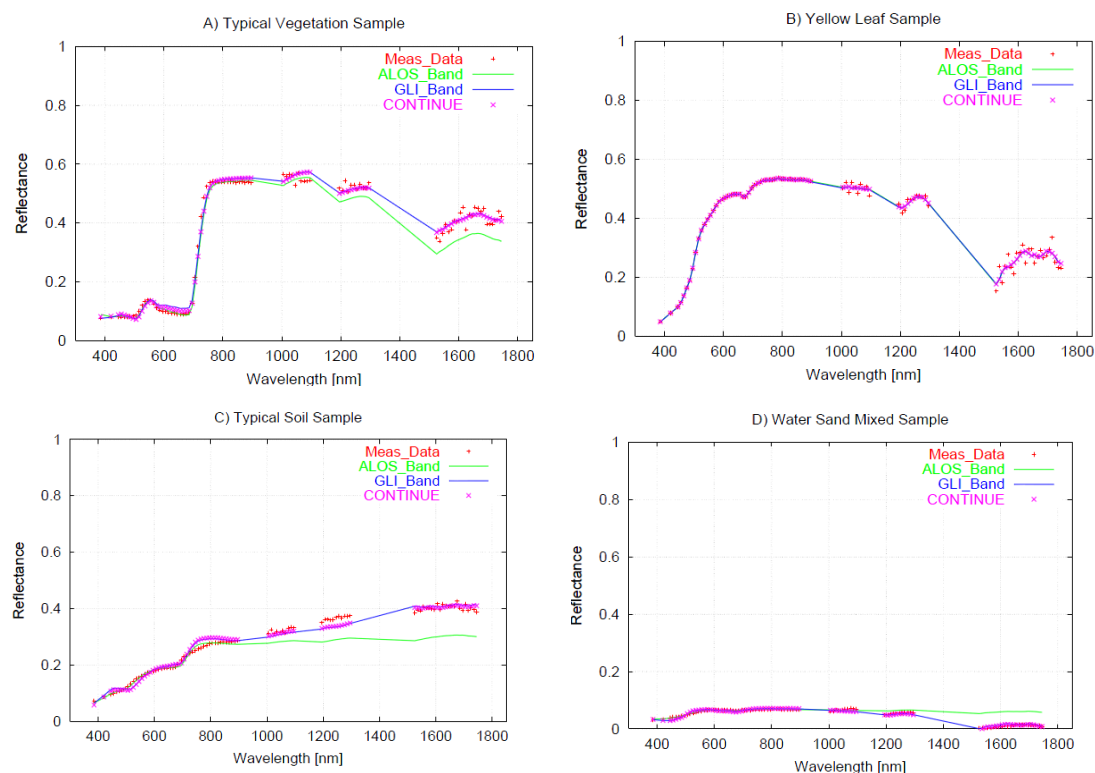 A) Typical Vegetation Sample
1
0.8
0.6
0.4
0.2
0
Reflectance
Meas_Data
ALOS_Band
GLI_Band
CONTINUE
400 600 800 1000 1200 1400 1600 1800
Wavelength [nm]
B) Yellow Leaf Sample
1
0.8
0.6
0.4
0.2
0
Reflectance
Meas_Data
ALOS_Band
GLI_Band
CONTINUE
400 600 800 1000 1200 1400 1600 1800
Wavelength [nm]
C) Typical Soil Sample
1
0.8
0.6
0.4
0.2
0
Reflectance
Meas_Data
ALOS_Band
GLI_Band
CONTINUE
400 600 800 1000 1200 1400 1600 1800
Wavelength [nm]
D) Water Sand Mixed Sample
1
0.8
0.6
0.4
0.2
0
Reflectance
Meas_Data
ALOS_Band
GLI_Band
CONTINUE
400 600 800 1000 1200 1400 1600 1800
Wavelength [nm]